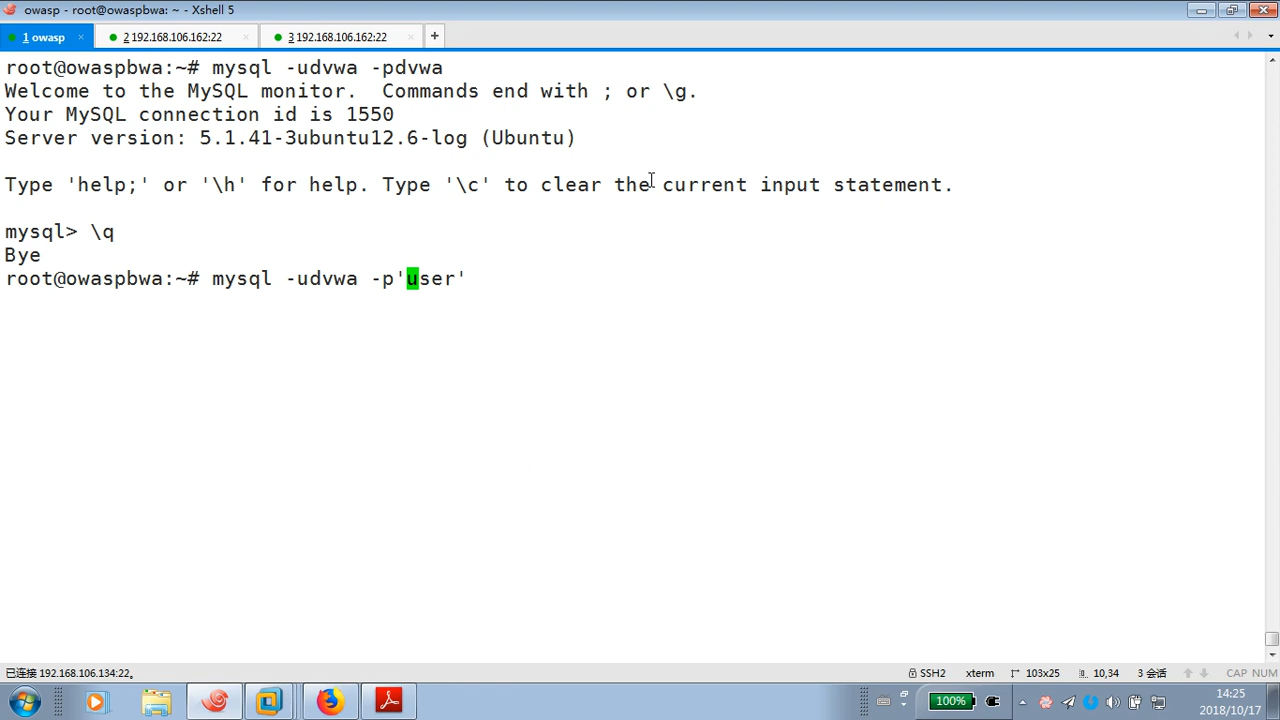 owasp - root@owaspbwa: ~ - Xshell 5
1 owasp × 2 192.168.106.162:22 × 3 192.168.106.162:22 × +
root@owaspbwa:~# mysql -udvwa -pdvwa
Welcome to the MySQL monitor.  Commands end with ; or \g.
Your MySQL connection id is 1550
Server version: 5.1.41-3ubuntu12.6-log (Ubuntu)
Type 'help;' or '\h' for help. Type '\c' to clear the current input statement.
mysql> \q
Bye
root@owaspbwa:~# mysql -udvwa -p'user'
已连接 192.168.106.134:22。 SSH2 xterm 103x25 10,34 3 会话 CAP NUM
100% 14:25
2018/10/17